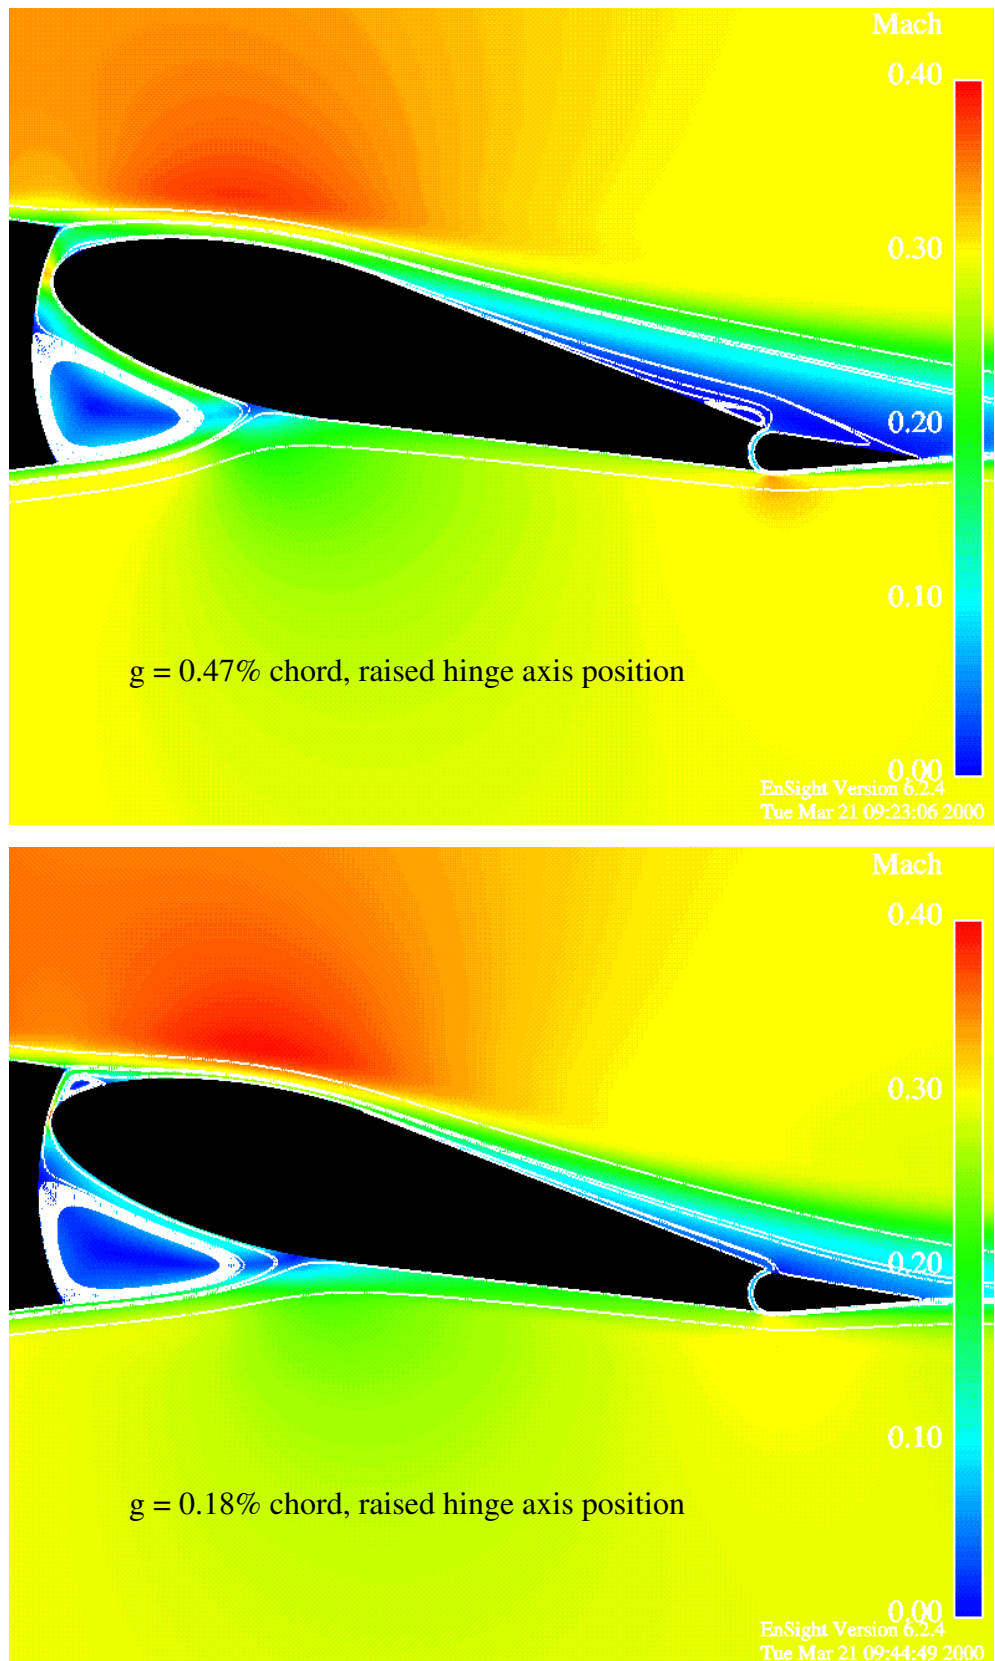 Mach
0.40
0.30
0.20
0.10
g = 0.47% chord, raised hinge axis position
0.00
EnSight Version 6.2.4
Tue Mar 21 09:23:06 2000
Mach
0.40
0.30
0.20
0.10
g = 0.18% chord, raised hinge axis position
0.00
EnSight Version 6.2.4
Tue Mar 21 09:44:49 2000